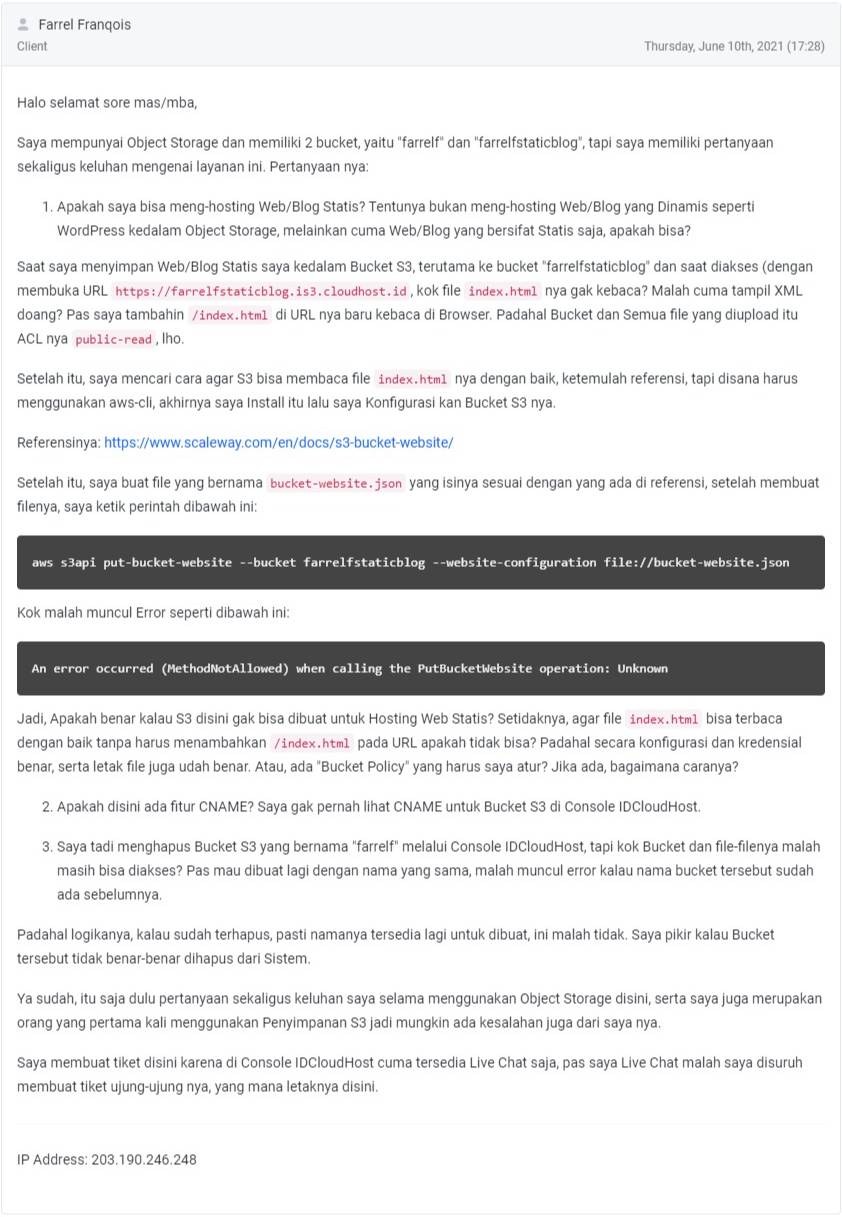 Farrel Franqois
Client
Thursday, June 10th, 2021 (17:28)
Halo selamat sore mas/mba,
Saya mempunyai Object Storage dan memiliki 2 bucket, yaitu "farrelf" dan "farrelfstaticblog", tapi saya memiliki pertanyaan
sekaligus keluhan mengenai layanan ini. Pertanyaan nya:
1. Apakah saya bisa meng-hosting Web/Blog Statis? Tentunya bukan meng-hosting Web/Blog yang Dinamis seperti
WordPress kedalam Object Storage, melainkan cuma Web/Blog yang bersifat Statis saja, apakah bisa?
Saat saya menyimpan Web/Blog Statis saya kedalam Bucket S3, terutama ke bucket "farrelfstaticblog" dan saat diakses (dengan
membuka URL https://farrelfstaticblog.is3.cloudhost.id, kok file index.html nya gak kebaca? Malah cuma tampil XML
doang? Pas saya tambahin /index.html di URL nya baru kebaca di Browser. Padahal Bucket dan Semua file yang diupload itu
ACL nya public-read, lho.
Setelah itu, saya mencari cara agar S3 bisa membaca file index.html nya dengan baik, ketemulah referensi, tapi disana harus
menggunakan aws-cli, akhirnya saya Install itu lalu saya Konfigurasi kan Bucket S3 nya.
Referensinya: https://www.scaleway.com/en/docs/s3-bucket-website/
Setelah itu, saya buat file yang bernama bucket-website.json yang isinya sesuai dengan yang ada di referensi, setelah membuat
filenya, saya ketik perintah dibawah ini:
aws s3api put-bucket-website --bucket farrelfstaticblog --website-configuration file://bucket-website.json
Kok malah muncul Error seperti dibawah ini:
An error occurred (MethodNotAllowed) when calling the PutBucketWebsite operation: Unknown
Jadi, Apakah benar kalau S3 disini gak bisa dibuat untuk Hosting Web Statis? Setidaknya, agar file index.html bisa terbaca
dengan baik tanpa harus menambahkan /index.html pada URL apakah tidak bisa? Padahal secara konfigurasi dan kredensial
benar, serta letak file juga udah benar. Atau, ada "Bucket Policy" yang harus saya atur? Jika ada, bagaimana caranya?
2. Apakah disini ada fitur CNAME? Saya gak pernah lihat CNAME untuk Bucket S3 di Console IDCloudHost.
3. Saya tadi menghapus Bucket S3 yang bernama "farrelf" melalui Console IDCloudHost, tapi kok Bucket dan file-filenya malah
masih bisa diakses? Pas mau dibuat lagi dengan nama yang sama, malah muncul error kalau nama bucket tersebut sudah
ada sebelumnya.
Padahal logikanya, kalau sudah terhapus, pasti namanya tersedia lagi untuk dibuat, ini malah tidak. Saya pikir kalau Bucket
tersebut tidak benar-benar dihapus dari Sistem.
Ya sudah, itu saja dulu pertanyaan sekaligus keluhan saya selama menggunakan Object Storage disini, serta saya juga merupakan
orang yang pertama kali menggunakan Penyimpanan S3 jadi mungkin ada kesalahan juga dari saya nya.
Saya membuat tiket disini karena di Console IDCloudHost cuma tersedia Live Chat saja, pas saya Live Chat malah saya disuruh
membuat tiket ujung-ujung nya, yang mana letaknya disini.
IP Address: 203.190.246.248